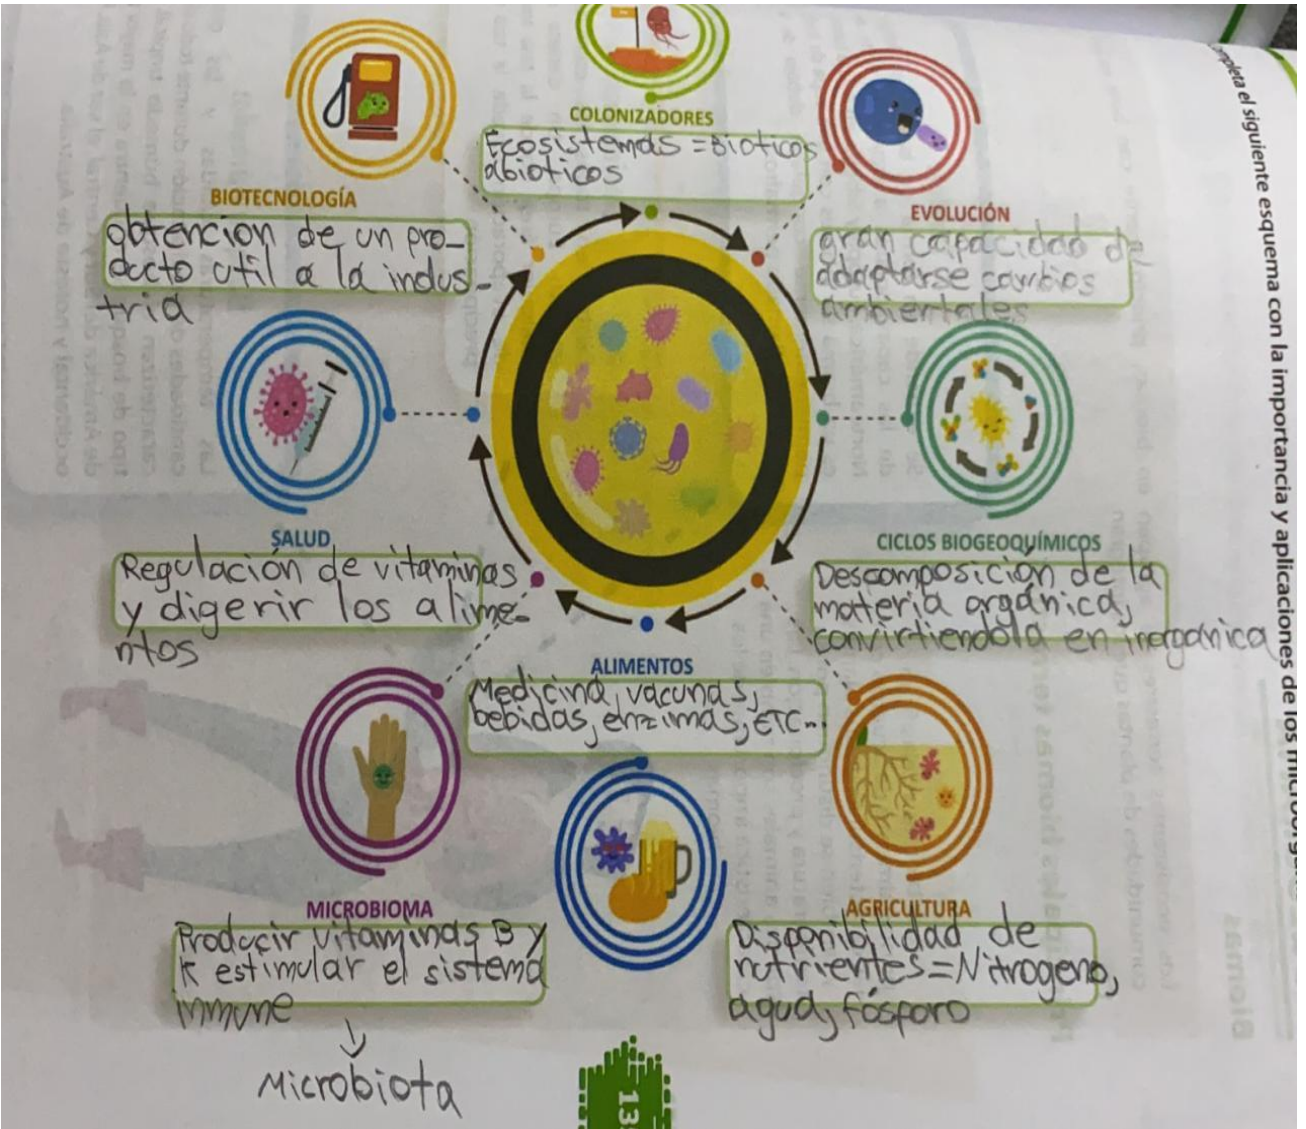 Completa el siguiente esquema con la importancia y aplicaciones de los
COLONIZADORES
Ecosistemas = Bioticos
abioticos
BIOTECNOLOGÍA
obtencion de un pro-
ducto util a la indus-
tria
EVOLUCIÓN
gran capacidad de
adaptarse cambios
ambientales
SALUD
Regulación de vitaminas
y digerir los alime-
ntos
CICLOS BIOGEOQUÍMICOS
Descomposición de la
materia orgánica,
convirtiendola en inorganica
ALIMENTOS
Medicina, vacunas,
bebidas, enzimas, ETC...
MICROBIOMA
Producir vitaminas B y
K estimular el sistema
inmune
Microbiota
AGRICULTURA
Disponibilidad de
nutrientes=Nitrogeno,
agua, fósforo